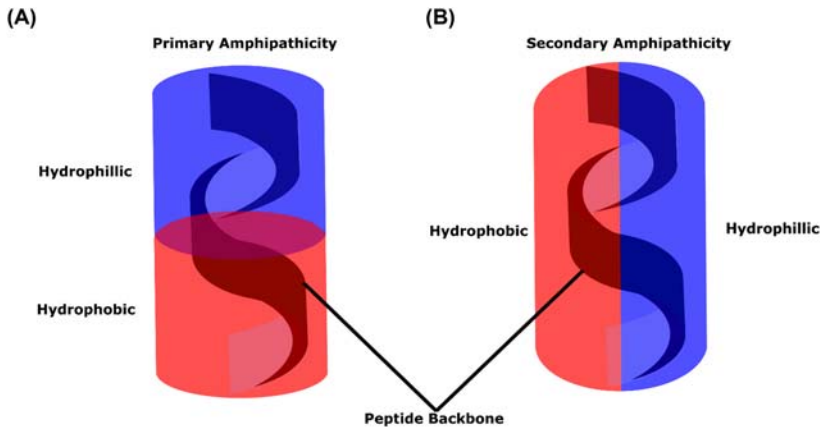 (A)
Primary Amphipathicity
Hydrophillic
Hydrophobic
(B)
Secondary Amphipathicity
Hydrophobic
Hydrophillic
Peptide Backbone